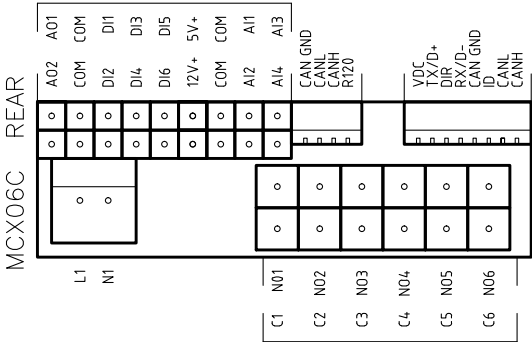 AO1 COM DI1 DI3 DI5 5V+ COM AI1 AI3
AO2 COM DI2 DI4 DI6 12V+ COM AI2 AI4
CAN GND
CANL
CANH
R120
VDC
TX/D+
DIR
RX/D-
CAN GND
ID
CANL
CANH
MCX06C REAR
L1 N1
NO1 NO2 NO3 NO4 NO5 NO6
C1 C2 C3 C4 C5 C6